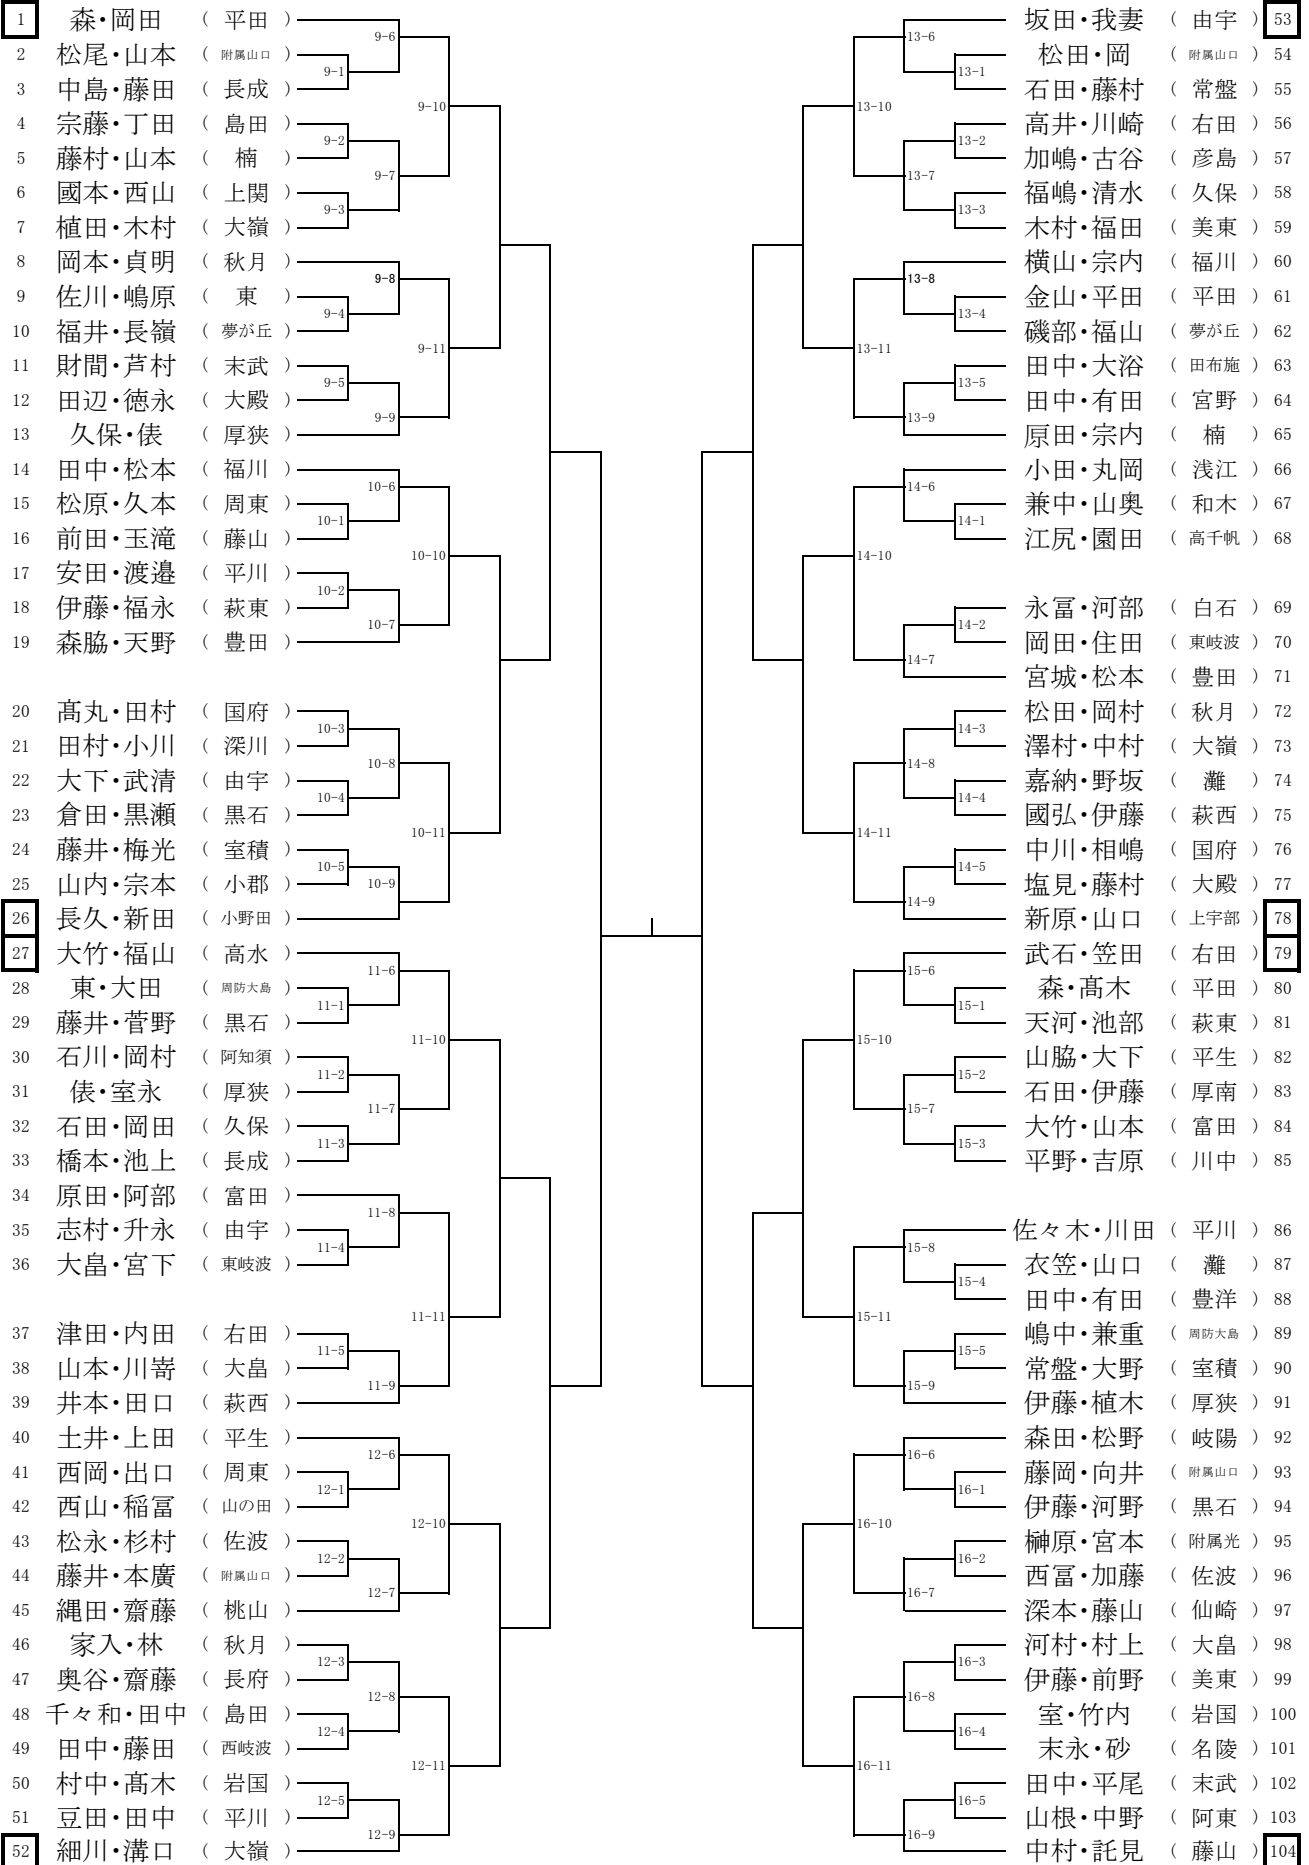 1 森・岡田 （ 平田 ）
2 松尾・山本 （ 附属山口 ）
3 中島・藤田 （ 長成 ）
4 宗藤・丁田 （ 島田 ）
5 藤村・山本 （ 楠 ）
6 國本・西山 （ 上関 ）
7 植田・木村 （ 大嶺 ）
8 岡本・貞明 （ 秋月 ）
9 佐川・嶋原 （ 東 ）
10 福井・長嶺 （ 夢が丘 ）
11 財間・芦村 （ 末武 ）
12 田辺・徳永 （ 大殿 ）
13 久保・俵 （ 厚狭 ）
14 田中・松本 （ 福川 ）
15 松原・久本 （ 周東 ）
16 前田・玉滝 （ 藤山 ）
17 安田・渡邉 （ 平川 ）
18 伊藤・福永 （ 萩東 ）
19 森脇・天野 （ 豊田 ）
20 髙丸・田村 （ 国府 ）
21 田村・小川 （ 深川 ）
22 大下・武清 （ 由宇 ）
23 倉田・黒瀬 （ 黒石 ）
24 藤井・梅光 （ 室積 ）
25 山内・宗本 （ 小郡 ）
26 長久・新田 （ 小野田 ）
27 大竹・福山 （ 高水 ）
28 東・大田 （ 周防大島 ）
29 藤井・菅野 （ 黒石 ）
30 石川・岡村 （ 阿知須 ）
31 俵・室永 （ 厚狭 ）
32 石田・岡田 （ 久保 ）
33 橋本・池上 （ 長成 ）
34 原田・阿部 （ 富田 ）
35 志村・升永 （ 由宇 ）
36 大畠・宮下 （ 東岐波 ）
37 津田・内田 （ 右田 ）
38 山本・川嵜 （ 大畠 ）
39 井本・田口 （ 萩西 ）
40 土井・上田 （ 平生 ）
41 西岡・出口 （ 周東 ）
42 西山・稲冨 （ 山の田 ）
43 松永・杉村 （ 佐波 ）
44 藤井・本廣 （ 附属山口 ）
45 縄田・齋藤 （ 桃山 ）
46 家入・林 （ 秋月 ）
47 奥谷・齋藤 （ 長府 ）
48 千々和・田中 （ 島田 ）
49 田中・藤田 （ 西岐波 ）
50 村中・髙木 （ 岩国 ）
51 豆田・田中 （ 平川 ）
52 細川・溝口 （ 大嶺 ）
9-6
9-1
9-10
9-2
9-7
9-3
9-8
9-4
9-11
9-5
9-9
10-6
10-1
10-10
10-2
10-7
10-3
10-8
10-4
10-11
10-5
10-9
11-6
11-1
11-10
11-2
11-7
11-3
11-8
11-4
11-11
11-5
11-9
12-6
12-1
12-10
12-2
12-7
12-3
12-8
12-4
12-11
12-5
12-9
13-6
13-1
13-10
13-2
13-7
13-3
13-8
13-4
13-11
13-5
13-9
14-6
14-1
14-10
14-2
14-7
14-3
14-8
14-4
14-11
14-5
14-9
15-6
15-1
15-10
15-2
15-7
15-3
15-8
15-4
15-11
15-5
15-9
16-6
16-1
16-10
16-2
16-7
16-3
16-8
16-4
16-11
16-5
16-9
坂田・我妻 （ 由宇 ） 53
松田・岡 （ 附属山口 ） 54
石田・藤村 （ 常盤 ） 55
高井・川崎 （ 右田 ） 56
加嶋・古谷 （ 彦島 ） 57
福嶋・清水 （ 久保 ） 58
木村・福田 （ 美東 ） 59
横山・宗内 （ 福川 ） 60
金山・平田 （ 平田 ） 61
磯部・福山 （ 夢が丘 ） 62
田中・大浴 （ 田布施 ） 63
田中・有田 （ 宮野 ） 64
原田・宗内 （ 楠 ） 65
小田・丸岡 （ 浅江 ） 66
兼中・山奥 （ 和木 ） 67
江尻・園田 （ 高千帆 ） 68
永冨・河部 （ 白石 ） 69
岡田・住田 （ 東岐波 ） 70
宮城・松本 （ 豊田 ） 71
松田・岡村 （ 秋月 ） 72
澤村・中村 （ 大嶺 ） 73
嘉納・野坂 （ 灘 ） 74
國弘・伊藤 （ 萩西 ） 75
中川・相嶋 （ 国府 ） 76
塩見・藤村 （ 大殿 ） 77
新原・山口 （ 上宇部 ） 78
武石・笠田 （ 右田 ） 79
森・髙木 （ 平田 ） 80
天河・池部 （ 萩東 ） 81
山脇・大下 （ 平生 ） 82
石田・伊藤 （ 厚南 ） 83
大竹・山本 （ 富田 ） 84
平野・吉原 （ 川中 ） 85
佐々木・川田 （ 平川 ） 86
衣笠・山口 （ 灘 ） 87
田中・有田 （ 豊洋 ） 88
嶋中・兼重 （ 周防大島 ） 89
常盤・大野 （ 室積 ） 90
伊藤・植木 （ 厚狭 ） 91
森田・松野 （ 岐陽 ） 92
藤岡・向井 （ 附属山口 ） 93
伊藤・河野 （ 黒石 ） 94
榊原・宮本 （ 附属光 ） 95
西冨・加藤 （ 佐波 ） 96
深本・藤山 （ 仙崎 ） 97
河村・村上 （ 大畠 ） 98
伊藤・前野 （ 美東 ） 99
室・竹内 （ 岩国 ） 100
末永・砂 （ 名陵 ） 101
田中・平尾 （ 末武 ） 102
山根・中野 （ 阿東 ） 103
中村・託見 （ 藤山 ） 104